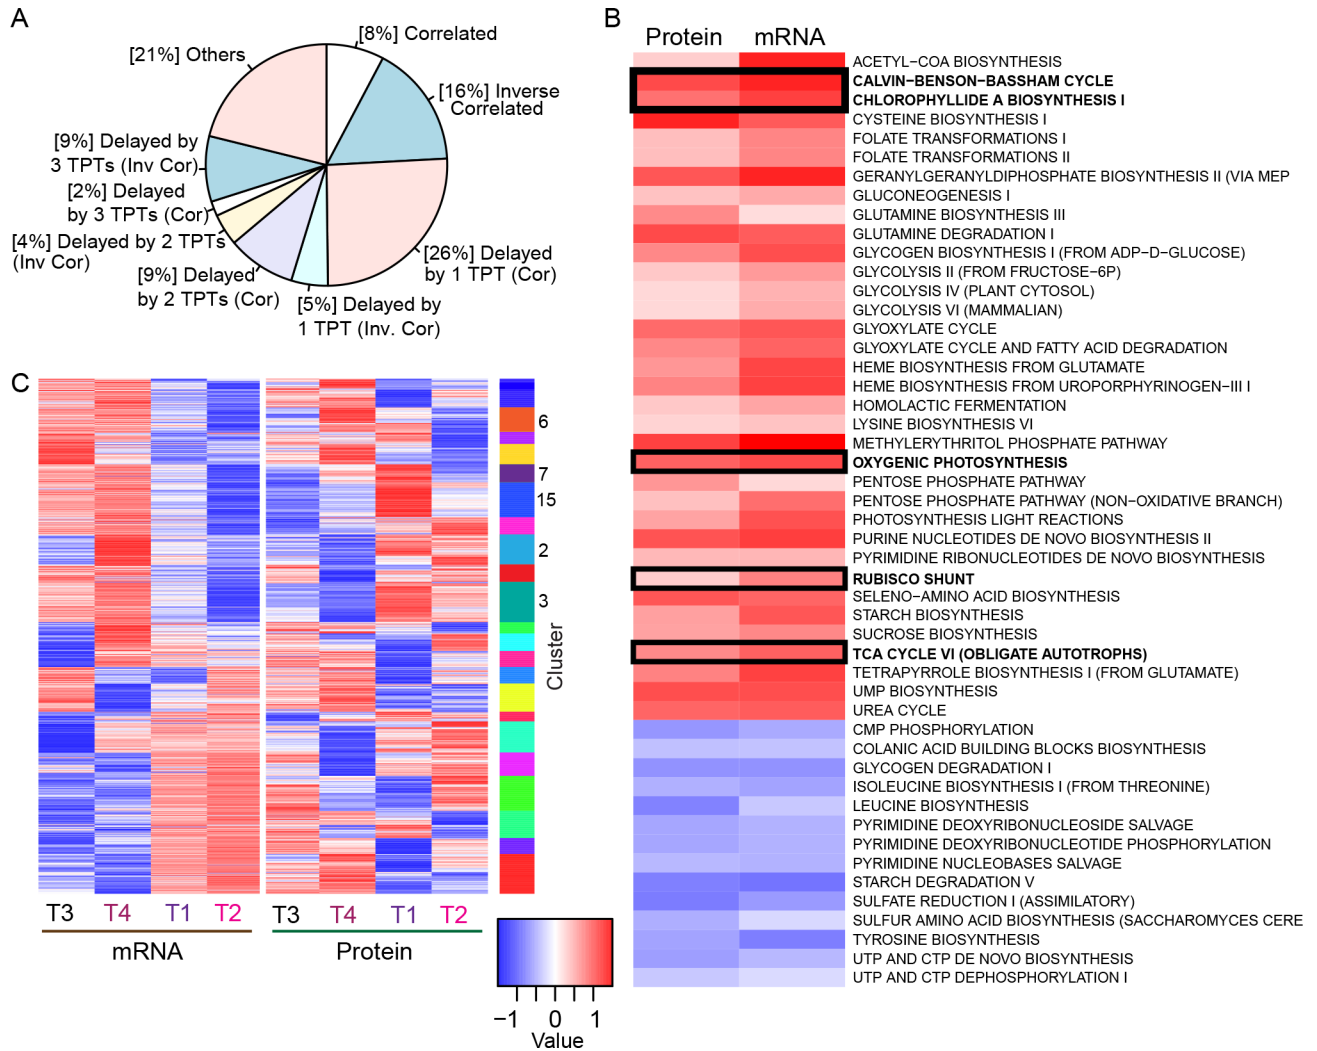 A
[8%] Correlated
[21%] Others
[16%] Inverse
Correlated
[9%] Delayed by
3 TPTs (Inv Cor)
[2%] Delayed
by 3 TPTs (Cor)
[4%] Delayed by 2 TPTs
(Inv Cor)
[9%] Delayed
by 2 TPTs (Cor)
[5%] Delayed by
1 TPT (Inv. Cor)
[26%] Delayed
by 1 TPT (Cor)
B
Protein mRNA
ACETYL−COA BIOSYNTHESIS
CALVIN−BENSON−BASSHAM CYCLE
CHLOROPHYLLIDE A BIOSYNTHESIS I
CYSTEINE BIOSYNTHESIS I
FOLATE TRANSFORMATIONS I
FOLATE TRANSFORMATIONS II
GERANYLGERANYLDIPHOSPHATE BIOSYNTHESIS II (VIA MEP
GLUCONEOGENESIS I
GLUTAMINE BIOSYNTHESIS III
GLUTAMINE DEGRADATION I
GLYCOGEN BIOSYNTHESIS I (FROM ADP−D−GLUCOSE)
GLYCOLYSIS II (FROM FRUCTOSE−6P)
GLYCOLYSIS IV (PLANT CYTOSOL)
GLYCOLYSIS VI (MAMMALIAN)
GLYOXYLATE CYCLE
GLYOXYLATE CYCLE AND FATTY ACID DEGRADATION
HEME BIOSYNTHESIS FROM GLUTAMATE
HEME BIOSYNTHESIS FROM UROPORPHYRINOGEN−III I
HOMOLACTIC FERMENTATION
LYSINE BIOSYNTHESIS VI
METHYLERYTHRITOL PHOSPHATE PATHWAY
OXYGENIC PHOTOSYNTHESIS
PENTOSE PHOSPHATE PATHWAY
PENTOSE PHOSPHATE PATHWAY (NON−OXIDATIVE BRANCH)
PHOTOSYNTHESIS LIGHT REACTIONS
PURINE NUCLEOTIDES DE NOVO BIOSYNTHESIS II
PYRIMIDINE RIBONUCLEOTIDES DE NOVO BIOSYNTHESIS
RUBISCO SHUNT
SELENO−AMINO ACID BIOSYNTHESIS
STARCH BIOSYNTHESIS
SUCROSE BIOSYNTHESIS
TCA CYCLE VI (OBLIGATE AUTOTROPHS)
TETRAPYRROLE BIOSYNTHESIS I (FROM GLUTAMATE)
UMP BIOSYNTHESIS
UREA CYCLE
CMP PHOSPHORYLATION
COLANIC ACID BUILDING BLOCKS BIOSYNTHESIS
GLYCOGEN DEGRADATION I
ISOLEUCINE BIOSYNTHESIS I (FROM THREONINE)
LEUCINE BIOSYNTHESIS
PYRIMIDINE DEOXYRIBONUCLEOSIDE SALVAGE
PYRIMIDINE DEOXYRIBONUCLEOTIDE PHOSPHORYLATION
PYRIMIDINE NUCLEOBASES SALVAGE
STARCH DEGRADATION V
SULFATE REDUCTION I (ASSIMILATORY)
SULFUR AMINO ACID BIOSYNTHESIS (SACCHAROMYCES CERE
TYROSINE BIOSYNTHESIS
UTP AND CTP DE NOVO BIOSYNTHESIS
UTP AND CTP DEPHOSPHORYLATION I
C
6
7
15
2
3
Cluster
T3 T4 T1 T2 T3 T4 T1 T2
mRNA Protein
−1 0 1
Value